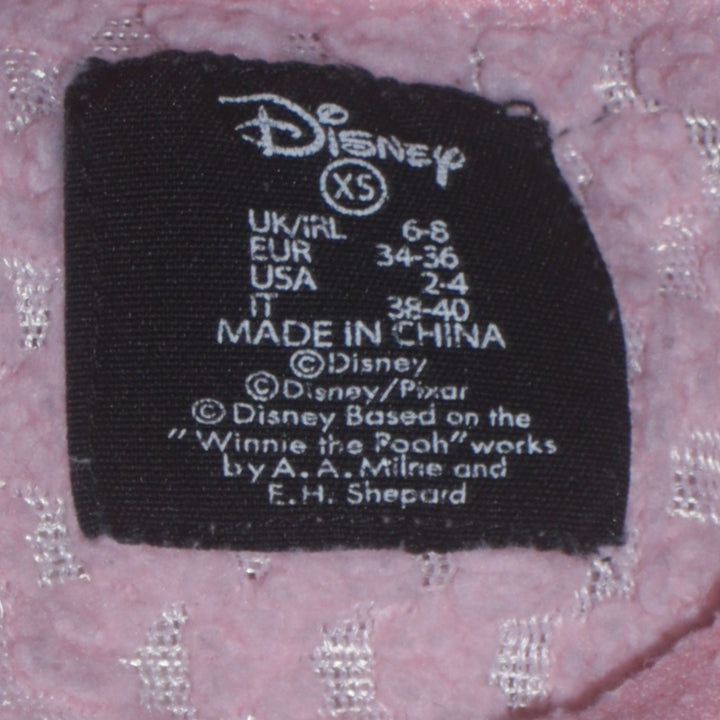 Disney
XS
UK/IRL 6-8
EUR 34-36
USA 2-4
IT 38-40
MADE IN CHINA
©Disney
©Disney/Pixar
© Disney Based on the
"Winnie the Pooh" works
by A. A. Milne and
E. H. Shepard